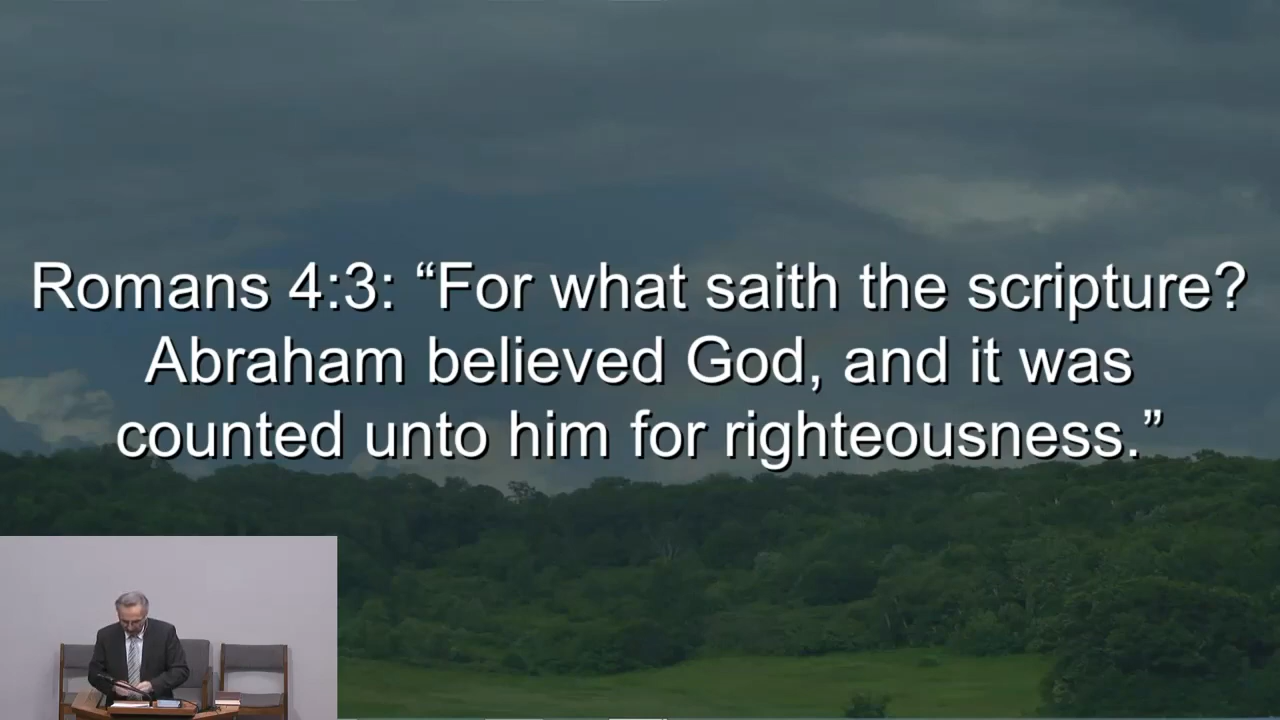 Romans 4:3: “For what saith the scripture?
Abraham believed God, and it was
counted unto him for righteousness.”